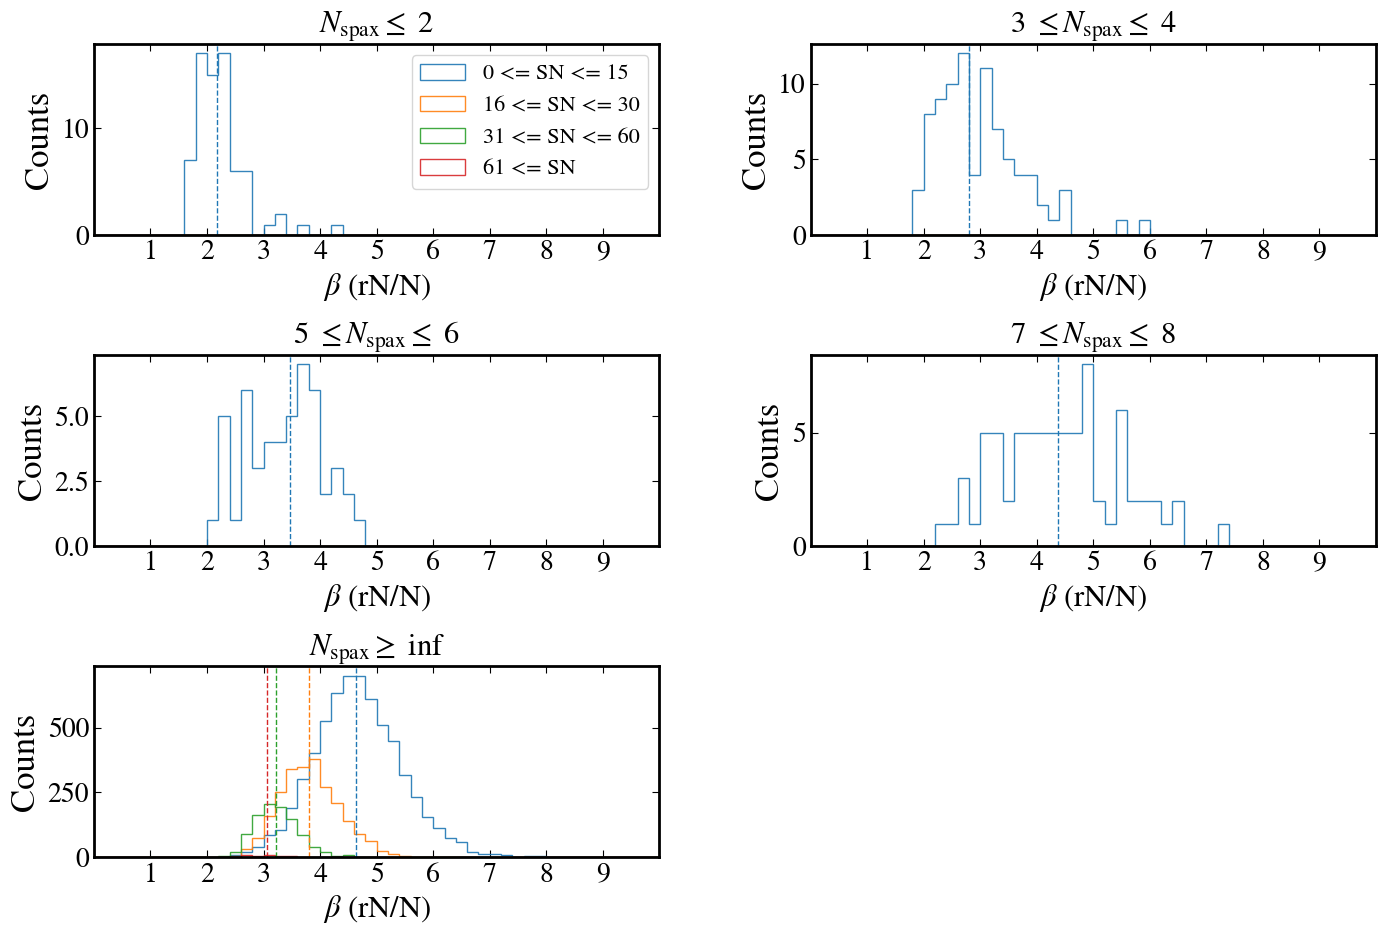 N_spax ≤ 2
Counts
10
0
0 <= SN <= 15
16 <= SN <= 30
31 <= SN <= 60
61 <= SN
1 2 3 4 5 6 7 8 9
β (rN/N)
3 ≤ N_spax ≤ 4
Counts
10
5
0
1 2 3 4 5 6 7 8 9
β (rN/N)
5 ≤ N_spax ≤ 6
Counts
5.0
2.5
0.0
1 2 3 4 5 6 7 8 9
β (rN/N)
7 ≤ N_spax ≤ 8
Counts
5
0
1 2 3 4 5 6 7 8 9
β (rN/N)
N_spax ≥ inf
Counts
500
250
0
1 2 3 4 5 6 7 8 9
β (rN/N)